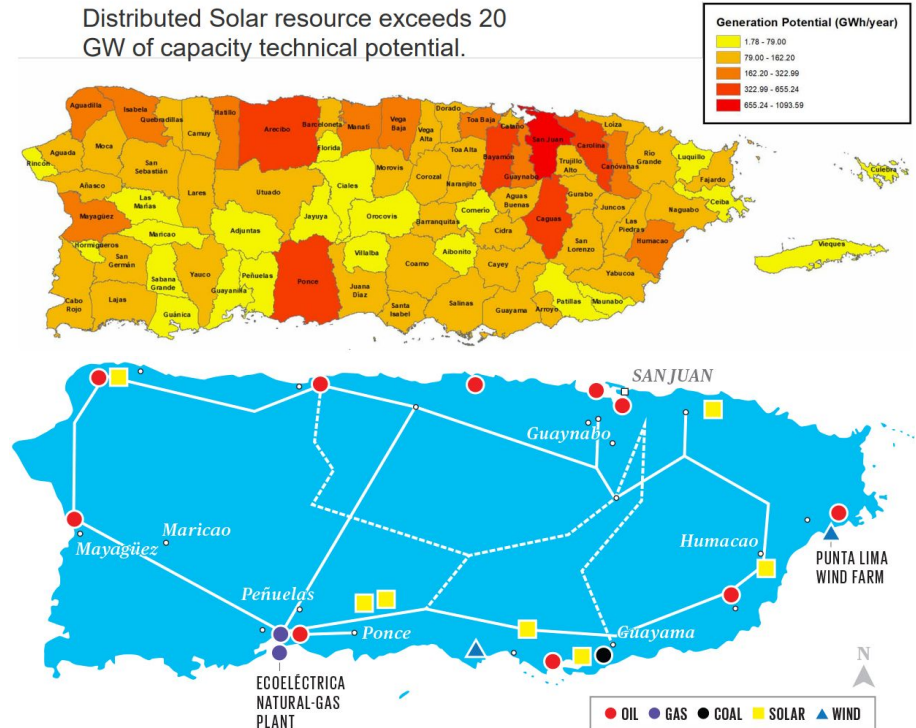 Distributed Solar resource exceeds 20
GW of capacity technical potential.
Generation Potential (GWh/year)
1.78 - 79.00
79.00 - 162.20
162.20 - 322.99
322.99 - 655.24
655.24 - 1093.59
Aguadilla
Isabela
Quebradillas
Camuy
Hatillo
Arecibo
Barceloneta
Manatí
Vega
Baja
Vega
Alta
Dorado
Toa Baja
Cataño
San Juan
Carolina
Loiza
Rincón
Aguada
Moca
San
Sebastián
Lares
Utuado
Florida
Ciales
Morovis
Corozal
Toa Alta
Naranjito
Bayamón
Guaynabo
Trujillo
Alto
Canóvanas
Río
Grande
Luquillo
Fajardo
Culebra
Añasco
Las
Marías
Mayagüez
Maricao
Adjuntas
Jayuya
Orocovis
Barranquitas
Comerío
Aguas
Buenas
Caguas
Gurabo
Juncos
Las
Piedras
Naguabo
Ceiba
Hormigueros
San
Germán
Sabana
Grande
Yauco
Guayanilla
Peñuelas
Ponce
Villalba
Juana
Díaz
Coamo
Aibonito
Cidra
Cayey
San
Lorenzo
Humacao
Yabucoa
Vieques
Cabo
Rojo
Lajas
Guánica
Santa
Isabel
Salinas
Guayama
Arroyo
Patillas
Maunabo
SAN JUAN
Guaynabo
Mayagüez
Maricao
Humacao
PUNTA LIMA
WIND FARM
Peñuelas
Ponce
Guayama
ECOELÉCTRICA
NATURAL-GAS
PLANT
N
OIL GAS COAL SOLAR WIND